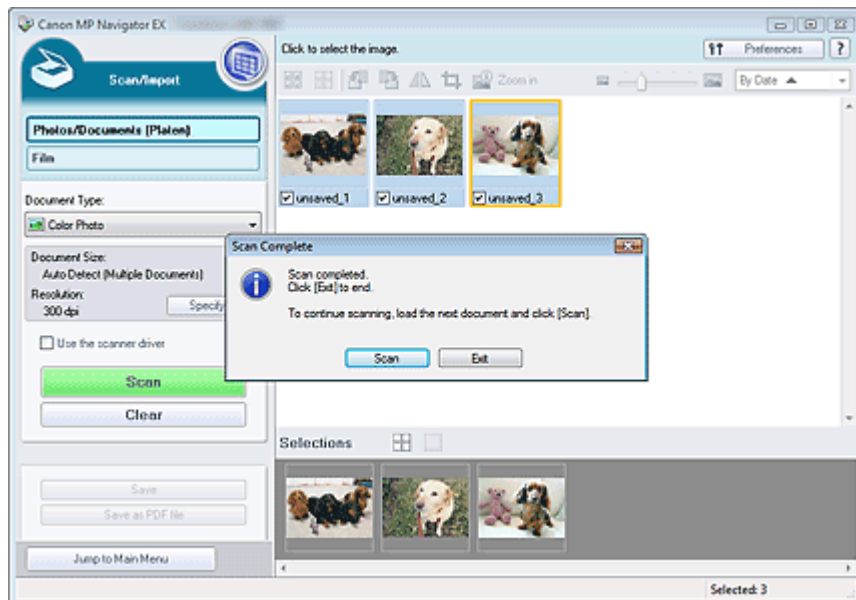 Canon MP Navigator EX
Scan/Import
Click to select the image.
Preferences
?
Zoom in
By Date
Photos/Documents (Platen)
Film
unsaved_1
unsaved_2
unsaved_3
Document Type:
Color Photo
Document Size:
Auto Detect (Multiple Documents)
Resolution:
300 dpi
Specify
Use the scanner driver
Scan
Clear
Scan Complete
Scan completed.
Click [Exit] to end.
To continue scanning, load the next document and click [Scan].
Scan
Exit
Selections
Save
Save as PDF file
Jump to Main Menu
Selected: 3